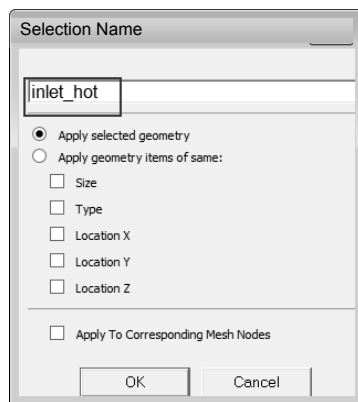 Selection Name
inlet_hot
Apply selected geometry
Apply geometry items of same:
Size
Type
Location X
Location Y
Location Z
Apply To Corresponding Mesh Nodes
OK Cancel